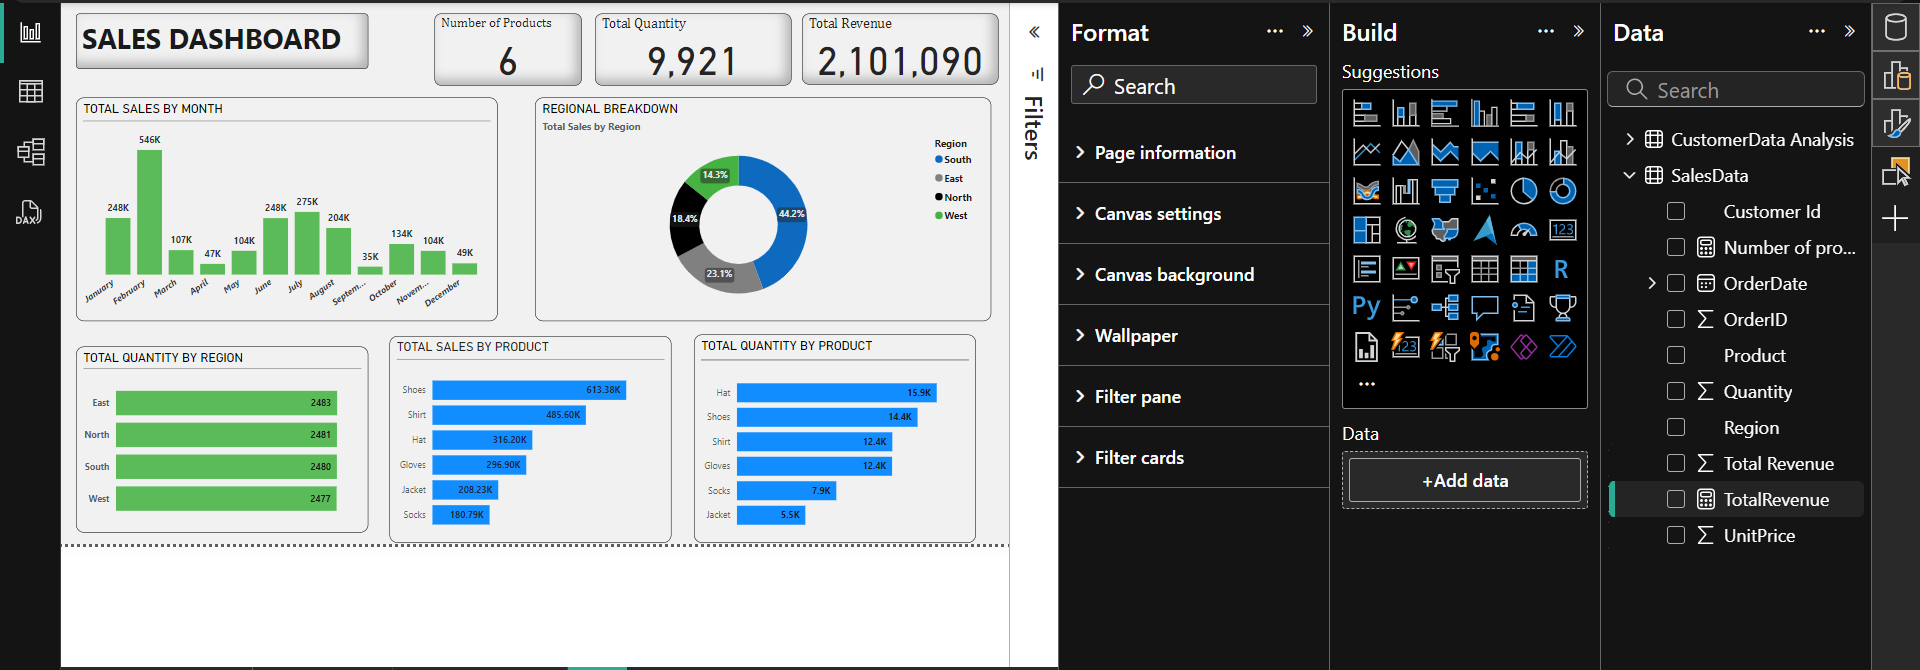 SALES DASHBOARD
Number of Products
6
Total Quantity
9,921
Total Revenue
2,101,090
TOTAL SALES BY MONTH
546K
248K
107K
47K
104K
248K
275K
204K
35K
134K
104K
49K
January
February
March
April
May
June
July
August
Septem...
October
Novem...
December
REGIONAL BREAKDOWN
Total Sales by Region
14.3%
44.2%
18.4%
23.1%
Region
South
East
North
West
TOTAL QUANTITY BY REGION
East 2483
North 2481
South 2480
West 2477
TOTAL SALES BY PRODUCT
Shoes 613.38K
Shirt 485.60K
Hat 316.20K
Gloves 296.90K
Jacket 208.23K
Socks 180.79K
TOTAL QUANTITY BY PRODUCT
Hat 15.9K
Shoes 14.4K
Shirt 12.4K
Gloves 12.4K
Socks 7.9K
Jacket 5.5K
DAX
Filters
Format
Search
Page information
Canvas settings
Canvas background
Wallpaper
Filter pane
Filter cards
Build
Suggestions
123
R
Py
123
...
Data
+Add data
Data
Search
CustomerData Analysis
SalesData
Customer Id
Number of pro...
OrderDate
OrderID
Product
Quantity
Region
Total Revenue
TotalRevenue
UnitPrice